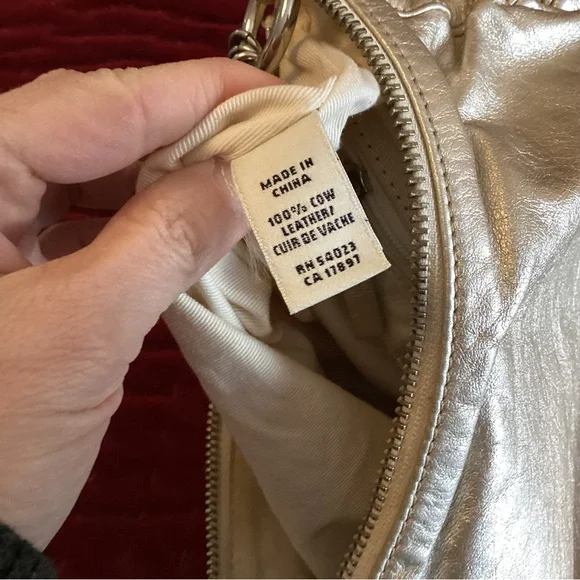 MADE IN
CHINA
100% COW
LEATHER/
CUIR DE VACHE
RN 54023
CA 17897